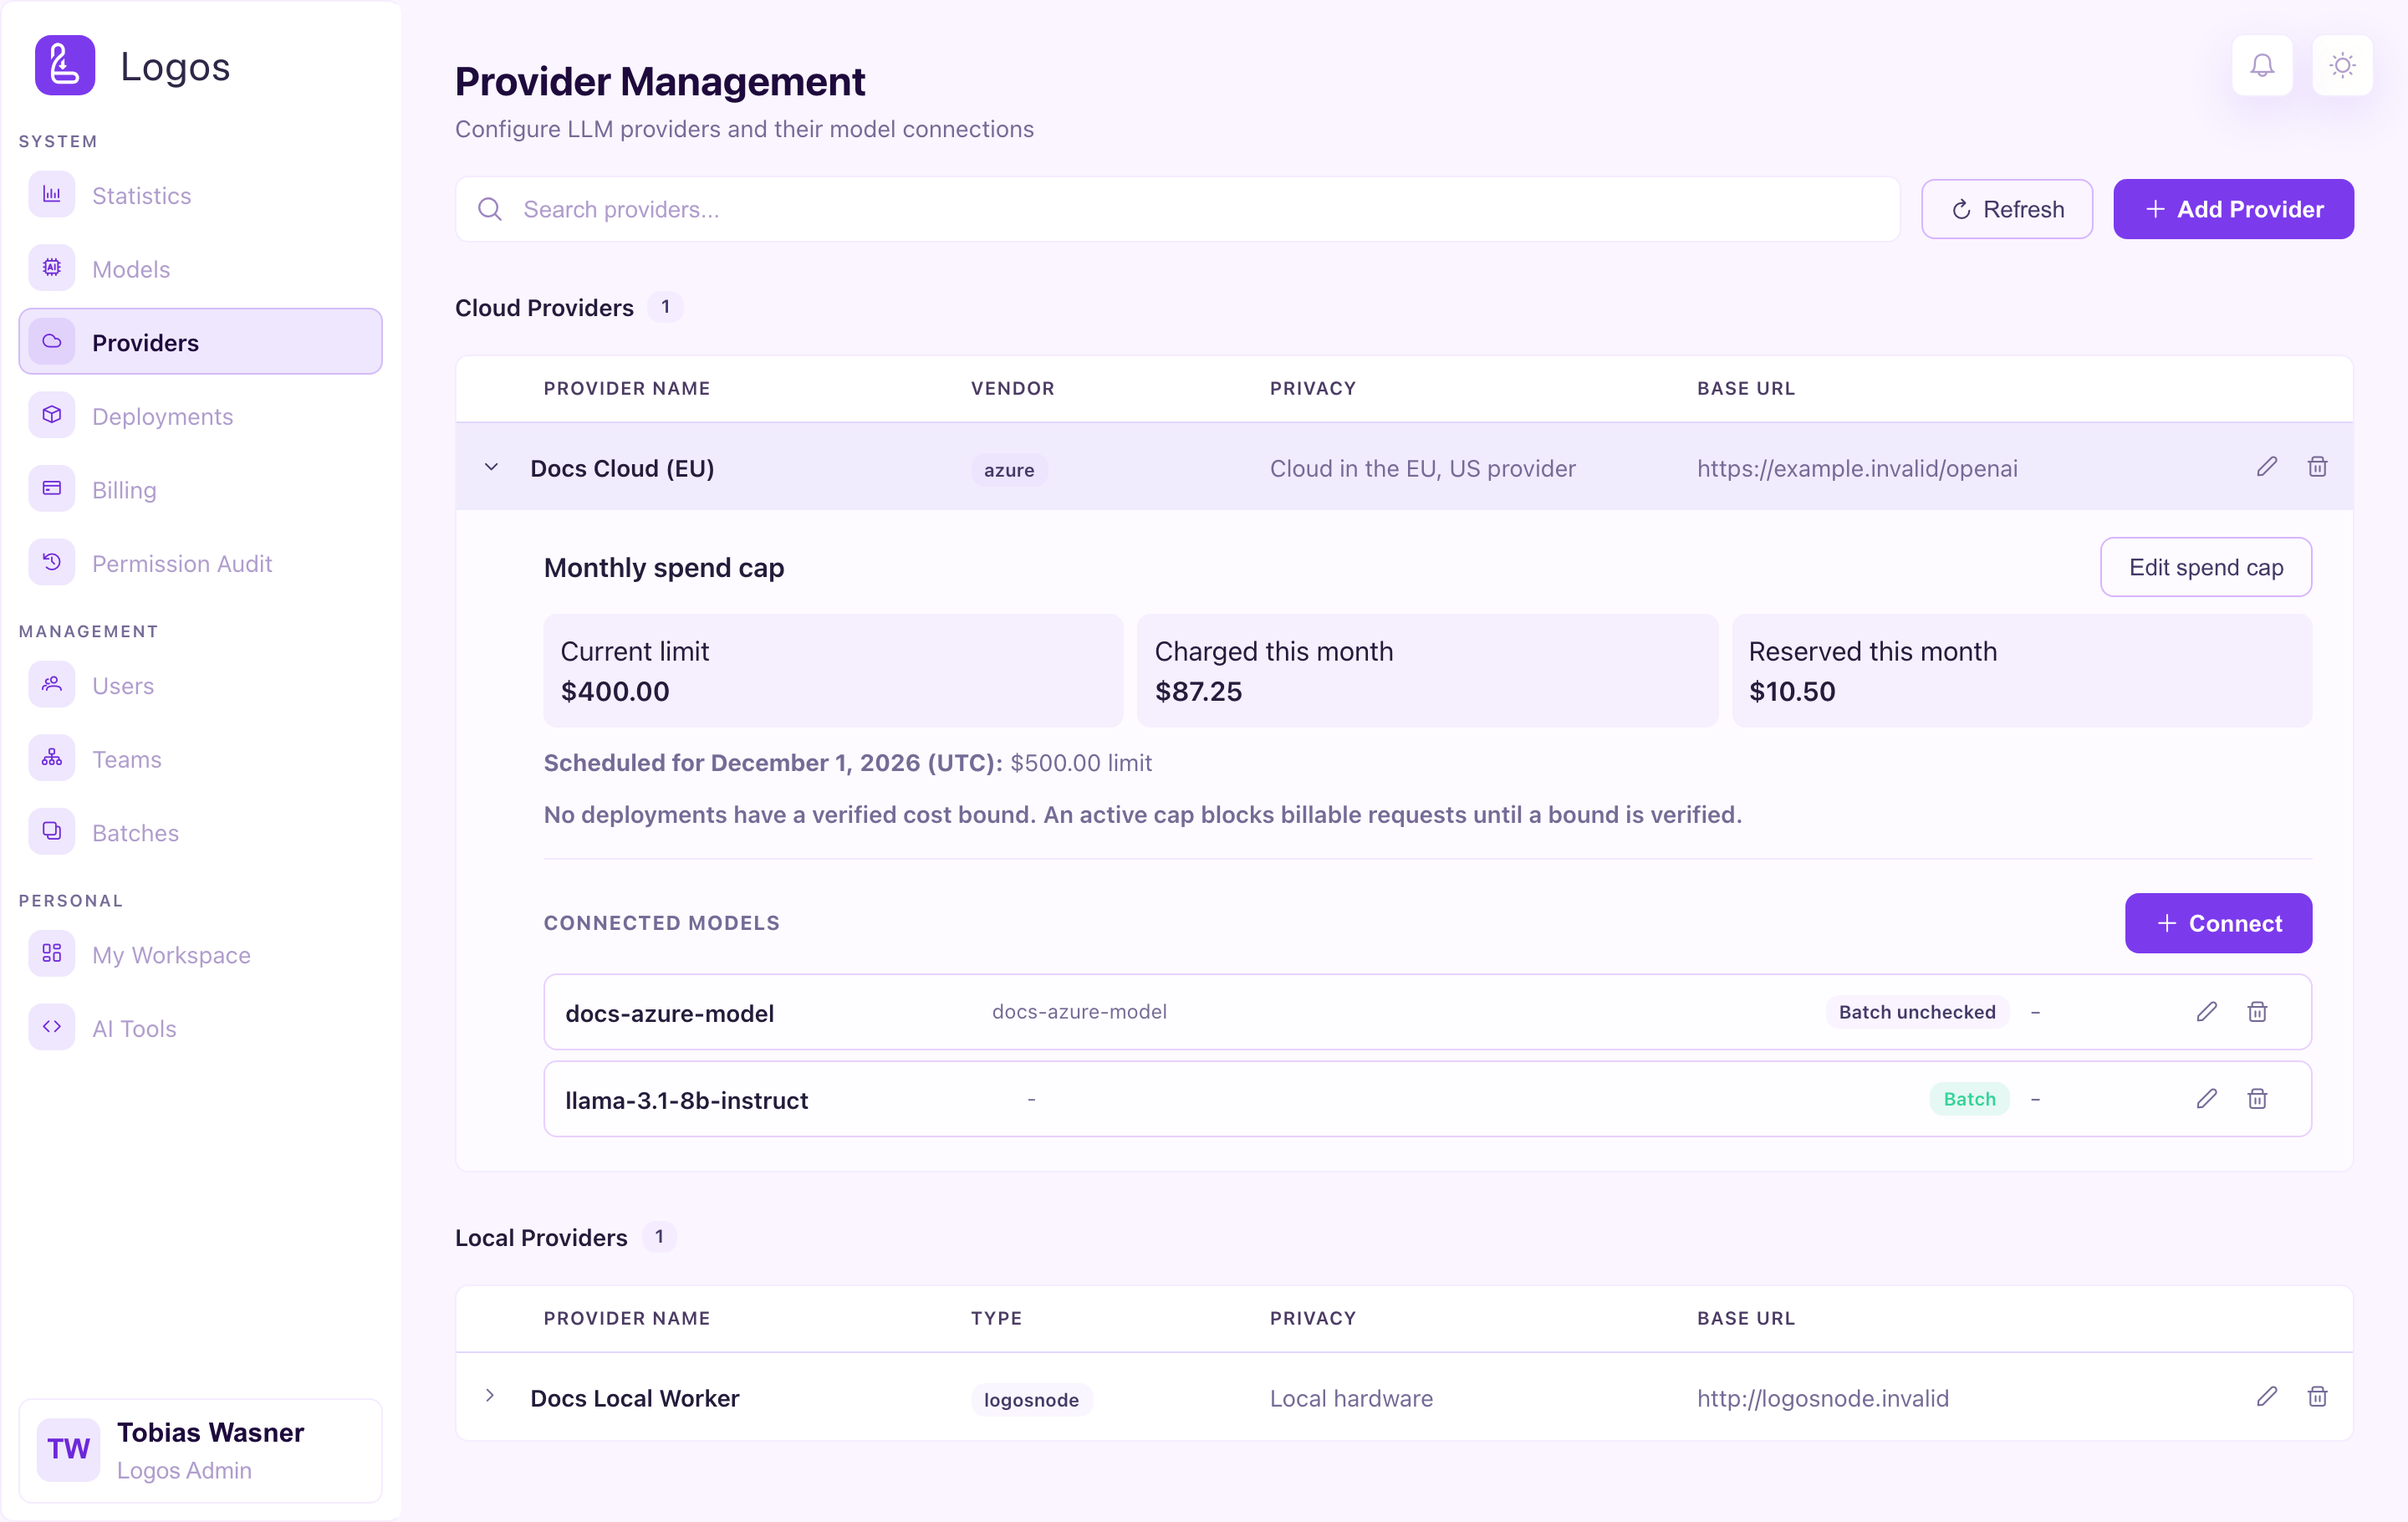 Logos
SYSTEM
Statistics
Models
Providers
Deployments
Billing
Permission Audit
MANAGEMENT
Users
Teams
Batches
PERSONAL
My Workspace
AI Tools
TW
Tobias Wasner
Logos Admin
Provider Management
Configure LLM providers and their model connections
Search providers...
Refresh
+ Add Provider
Cloud Providers 1
PROVIDER NAME VENDOR PRIVACY BASE URL
Docs Cloud (EU) azure Cloud in the EU, US provider https://example.invalid/openai
Monthly spend cap
Edit spend cap
Current limit
$400.00
Charged this month
$87.25
Reserved this month
$10.50
Scheduled for December 1, 2026 (UTC): $500.00 limit
No deployments have a verified cost bound. An active cap blocks billable requests until a bound is verified.
CONNECTED MODELS
+ Connect
docs-azure-model docs-azure-model Batch unchecked –
llama-3.1-8b-instruct - Batch –
Local Providers 1
PROVIDER NAME TYPE PRIVACY BASE URL
Docs Local Worker logosnode Local hardware http://logosnode.invalid